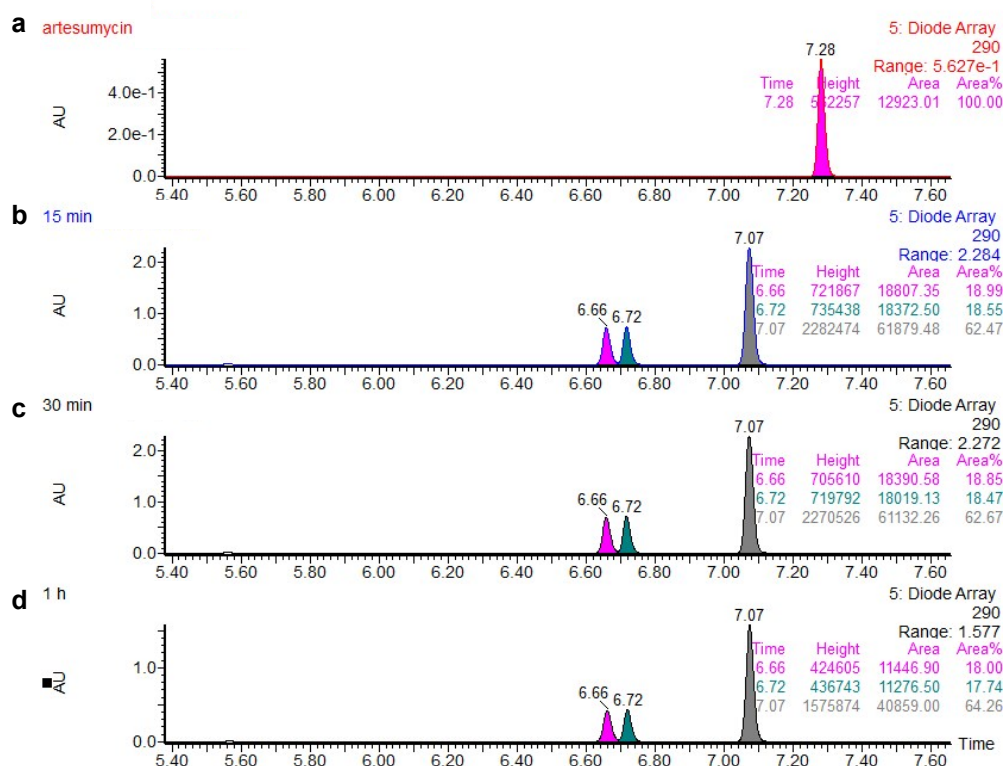 a artesumycin 5: Diode Array
290
Range: 5.627e-1
7.28
Time Height Area Area%
7.28 562257 12923.01 100.00
AU
4.0e-1
2.0e-1
0.0
5.40 5.60 5.80 6.00 6.20 6.40 6.60 6.80 7.00 7.20 7.40 7.60
b 15 min 5: Diode Array
290
Range: 2.284
7.07
Time Height Area Area%
6.66 721867 18807.35 18.99
6.72 735438 18372.50 18.55
7.07 2282474 61879.48 62.47
6.66 6.72
AU
2.0
1.0
0.0
5.40 5.60 5.80 6.00 6.20 6.40 6.60 6.80 7.00 7.20 7.40 7.60
c 30 min 5: Diode Array
290
Range: 2.272
7.07
Time Height Area Area%
6.66 705610 18390.58 18.85
6.72 719792 18019.13 18.47
7.07 2270526 61132.26 62.67
6.66 6.72
AU
2.0
1.0
0.0
5.40 5.60 5.80 6.00 6.20 6.40 6.60 6.80 7.00 7.20 7.40 7.60
d 1 h 5: Diode Array
290
Range: 1.577
7.07
Time Height Area Area%
6.66 424605 11446.90 18.00
6.72 436743 11276.50 17.74
7.07 1575874 40859.00 64.26
6.66 6.72
AU
1.0
0.0
Time
5.40 5.60 5.80 6.00 6.20 6.40 6.60 6.80 7.00 7.20 7.40 7.60